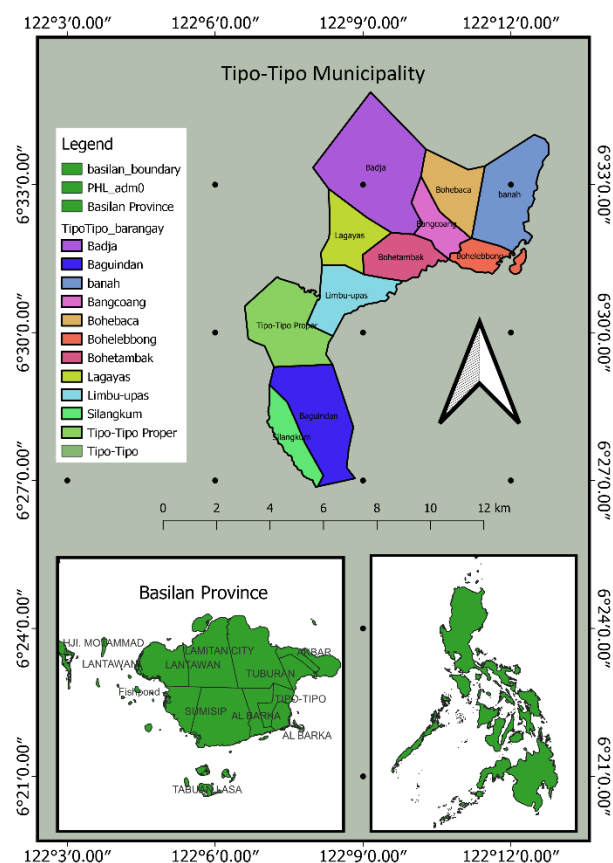 122°3′0.00″ 122°6′0.00″ 122°9′0.00″ 122°12′0.00″
Tipo-Tipo Municipality
Legend
basilan_boundary
PHL_adm0
Basilan Province
TipoTipo_barangay
Badja
Baguindan
banah
Bangcoang
Bohebaca
Bohelebbong
Bohetambak
Lagayas
Limbu-upas
Silangkum
Tipo-Tipo Proper
Tipo-Tipo
Badja
Bohebaca
banah
Bangcoang
Lagayas
Bohetambak
Bohelebbong
Limbu-upas
Tipo-Tipo Proper
Baguindan
Silangkum
6°33′0.00″
6°30′0.00″
6°27′0.00″
6°24′0.00″
6°21′0.00″
6°33′0.00″
6°30′0.00″
6°27′0.00″
6°24′0.00″
6°21′0.00″
0 2 4 6 8 10 12 km
Basilan Province
HJI. MOTAMMAD
LAMITAN CITY
AKBAR
LANTAWAN
LANTAWAN
TUBURAN
Fishpond
TIPO-TIPO
SUMISIP
AL BARKA
AL BARKA
TABUAN LASA
122°3′0.00″ 122°6′0.00″ 122°9′0.00″ 122°12′0.00″